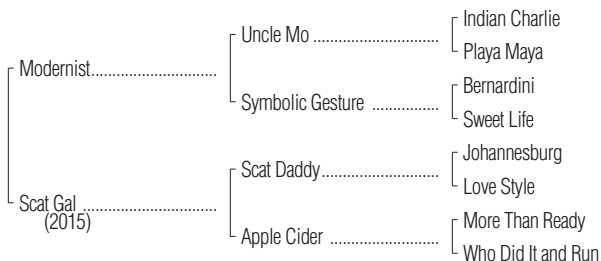 Indian Charlie
Uncle Mo ..............................
Playa Maya
Modernist..............................
Bernardini
Symbolic Gesture ................
Sweet Life
Johannesburg
Scat Daddy............................
Love Style
Scat Gal ................................
(2015)
More Than Ready
Apple Cider ..........................
Who Did It and Run